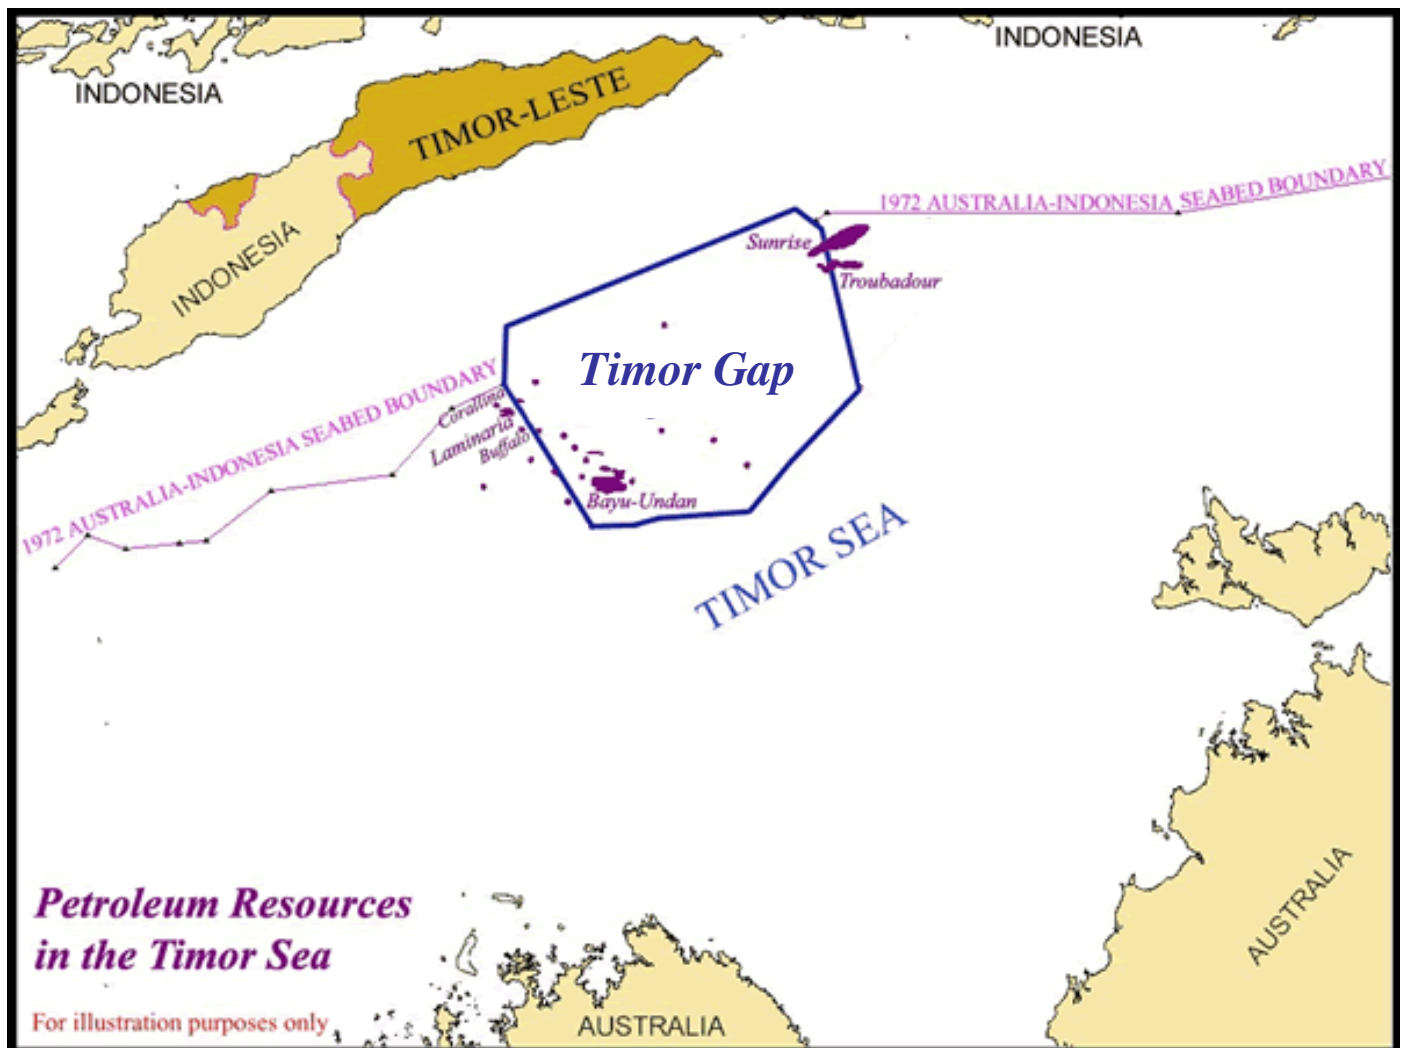 INDONESIA
INDONESIA
TIMOR-LESTE
1972 AUSTRALIA-INDONESIA SEABED BOUNDARY
INDONESIA
Sunrise
Troubadour
Timor Gap
1972 AUSTRALIA-INDONESIA SEABED BOUNDARY
Corallina
Laminaria
Buffalo
Bayu-Undan
TIMOR SEA
Petroleum Resources
in the Timor Sea
AUSTRALIA
For illustration purposes only
AUSTRALIA